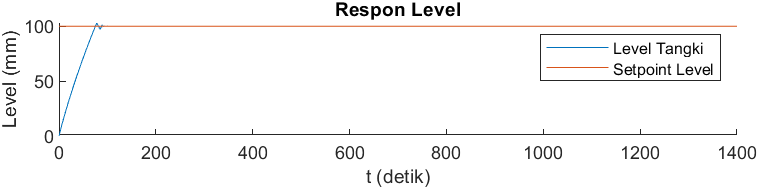 Respon Level
Level (mm)
100
50
0
Level Tangki
Setpoint Level
0 200 400 600 800 1000 1200 1400
t (detik)